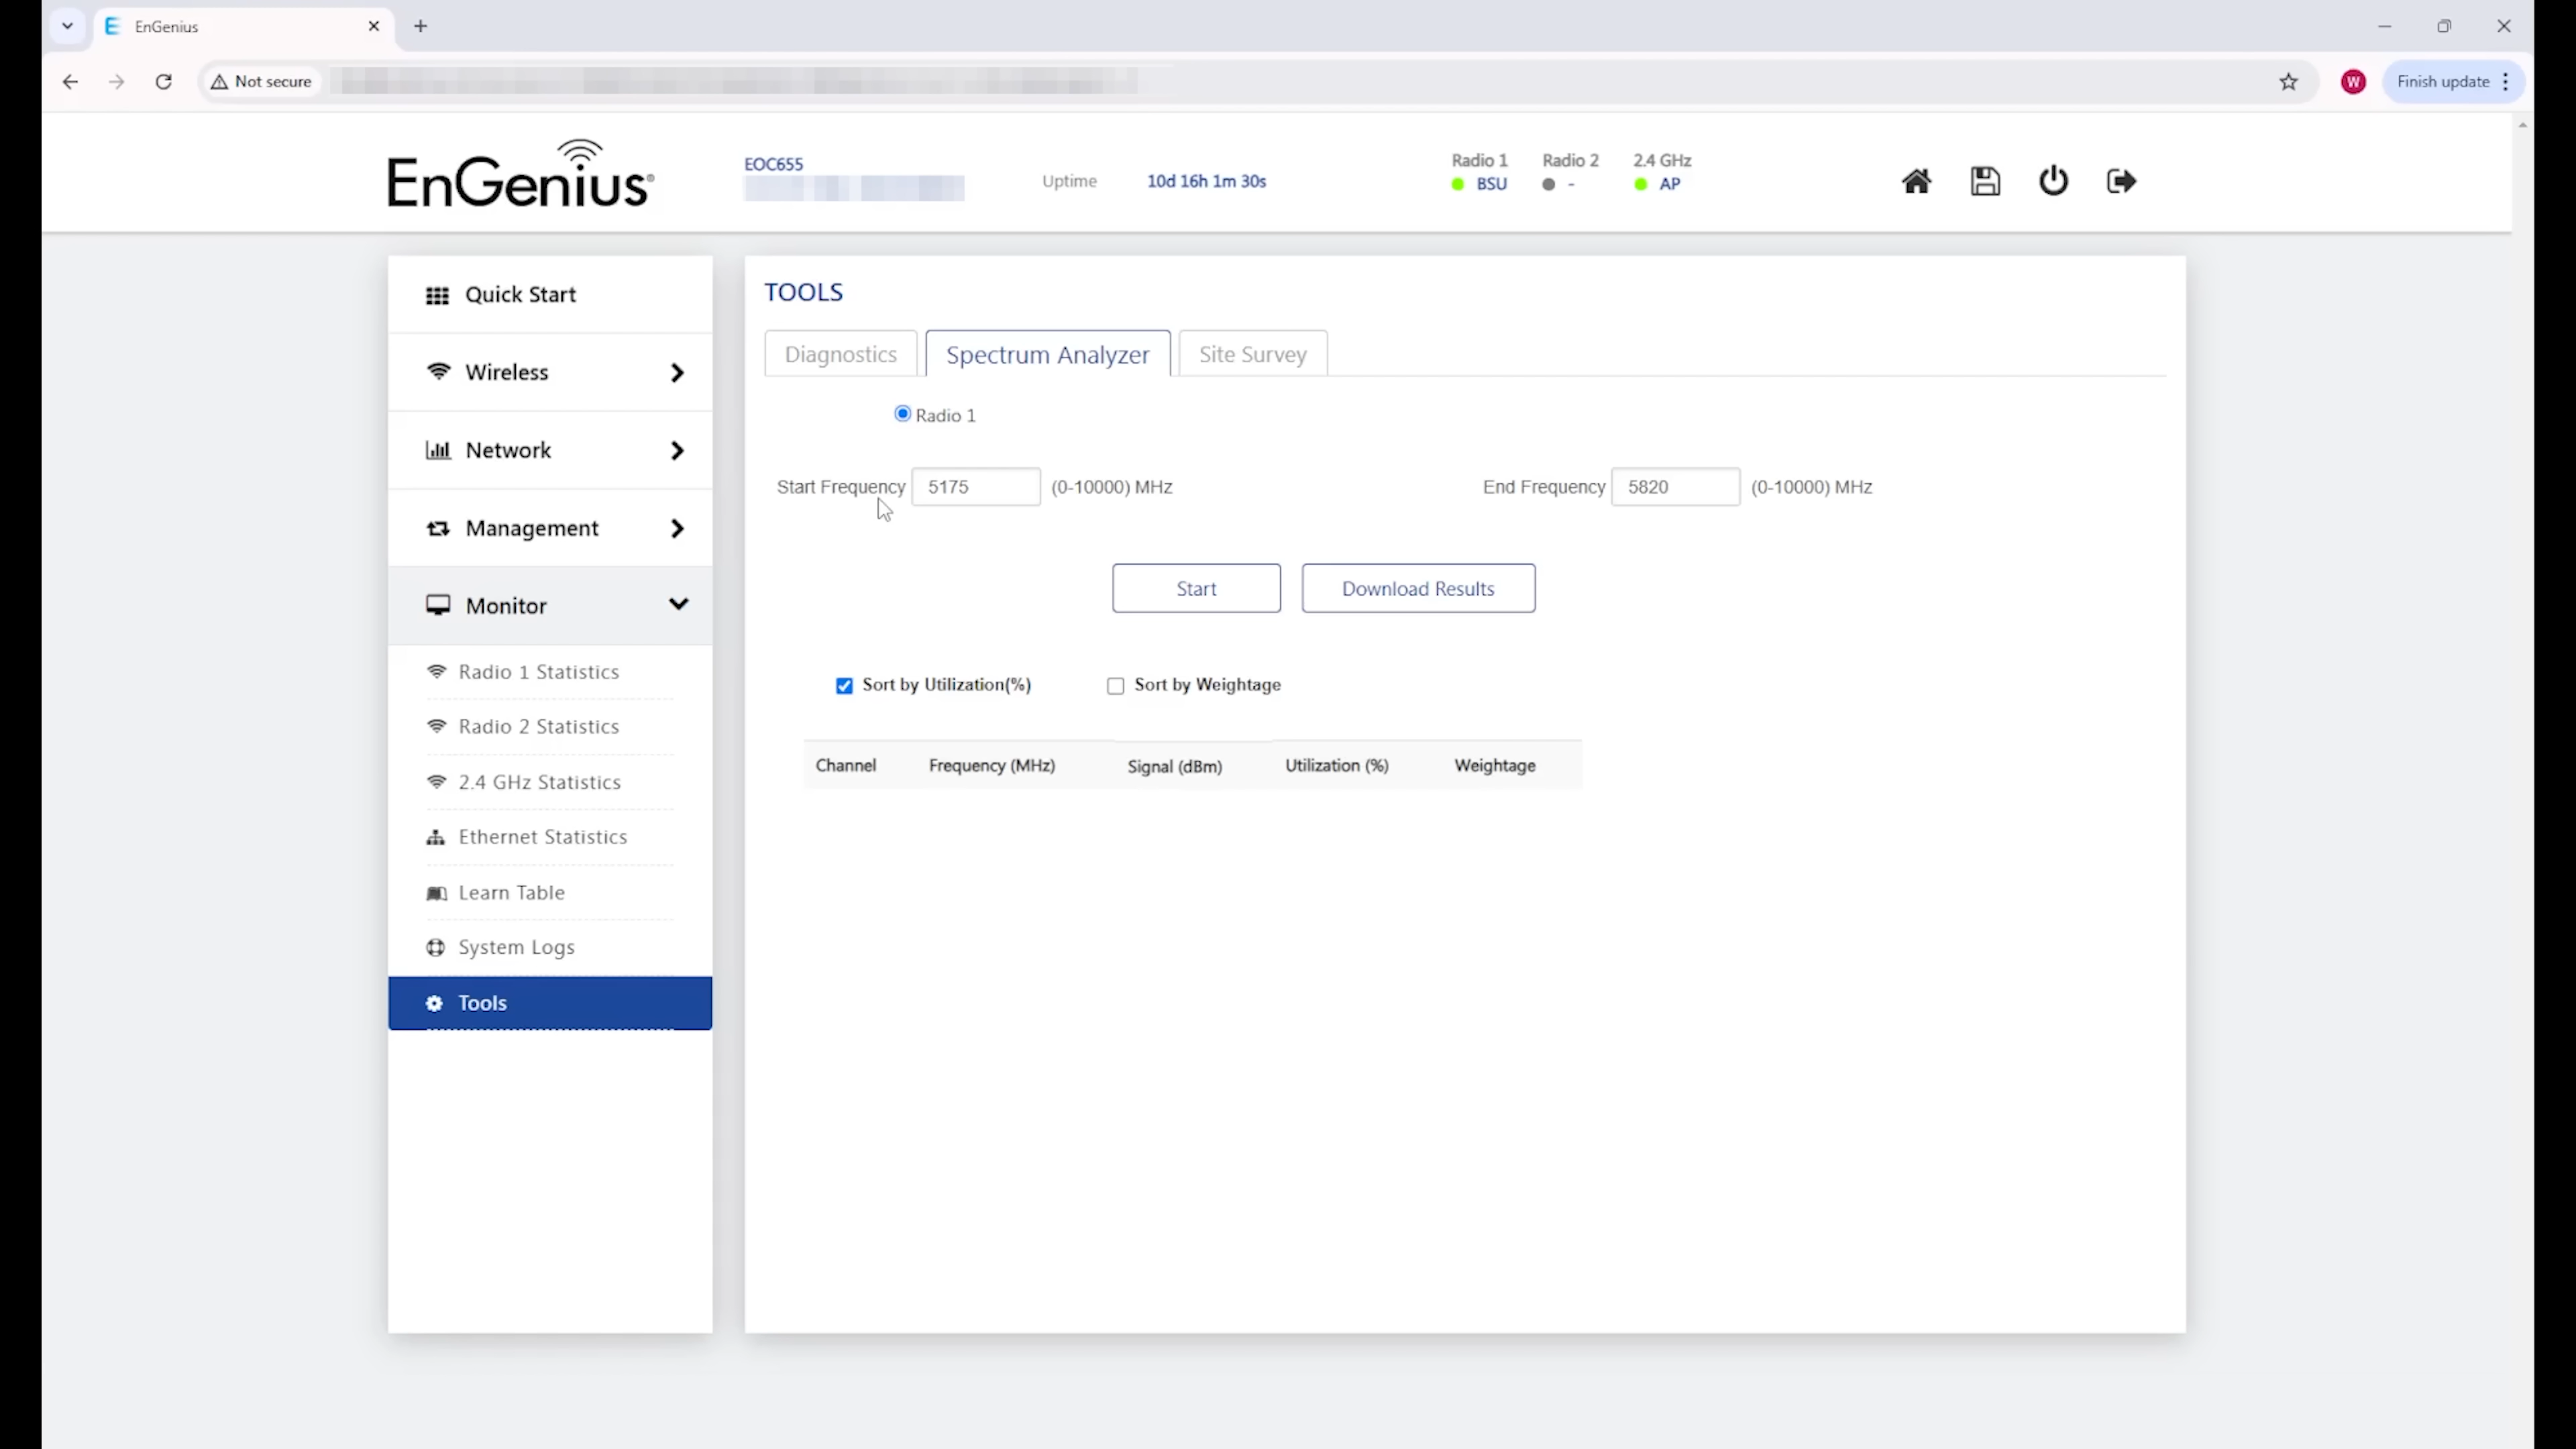 EnGenius
Not secure
W
Finish update
EnGenius®
EOC655
Uptime
10d 16h 1m 30s
Radio 1
BSU
Radio 2
-
2.4 GHz
AP
Quick Start
Wireless
Network
Management
Monitor
Radio 1 Statistics
Radio 2 Statistics
2.4 GHz Statistics
Ethernet Statistics
Learn Table
System Logs
Tools
TOOLS
Diagnostics
Spectrum Analyzer
Site Survey
Radio 1
Start Frequency 5175 (0-10000) MHz
End Frequency 5820 (0-10000) MHz
Start
Download Results
Sort by Utilization(%)
Sort by Weightage
Channel Frequency (MHz) Signal (dBm) Utilization (%) Weightage